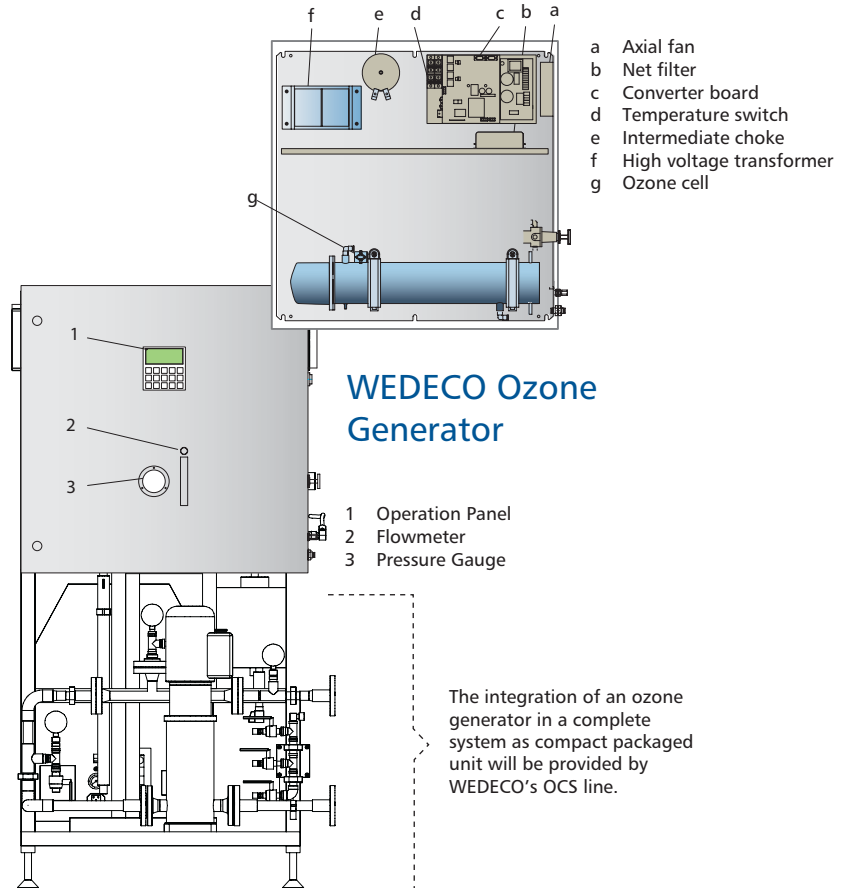 f e d c b a
a Axial fan
b Net filter
c Converter board
d Temperature switch
e Intermediate choke
f High voltage transformer
g Ozone cell
g
1
2
3
WEDECO Ozone
Generator
1 Operation Panel
2 Flowmeter
3 Pressure Gauge
The integration of an ozone
generator in a complete
system as compact packaged
unit will be provided by
WEDECO's OCS line.